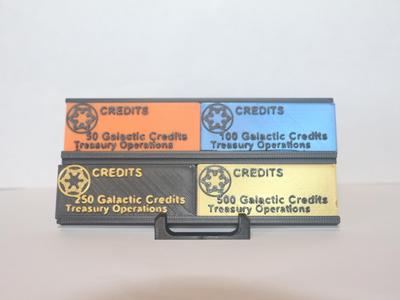 CREDITS
50 Galactic Credits
Treasury Operations
CREDITS
100 Galactic Credits
Treasury Operations
CREDITS
250 Galactic Credits
Treasury Operations
CREDITS
500 Galactic Credits
Treasury Operations